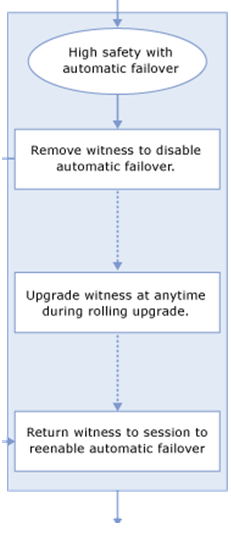 High safety with
automatic failover
Remove witness to disable
automatic failover.
Upgrade witness at anytime
during rolling upgrade.
Return witness to session to
reenable automatic failover